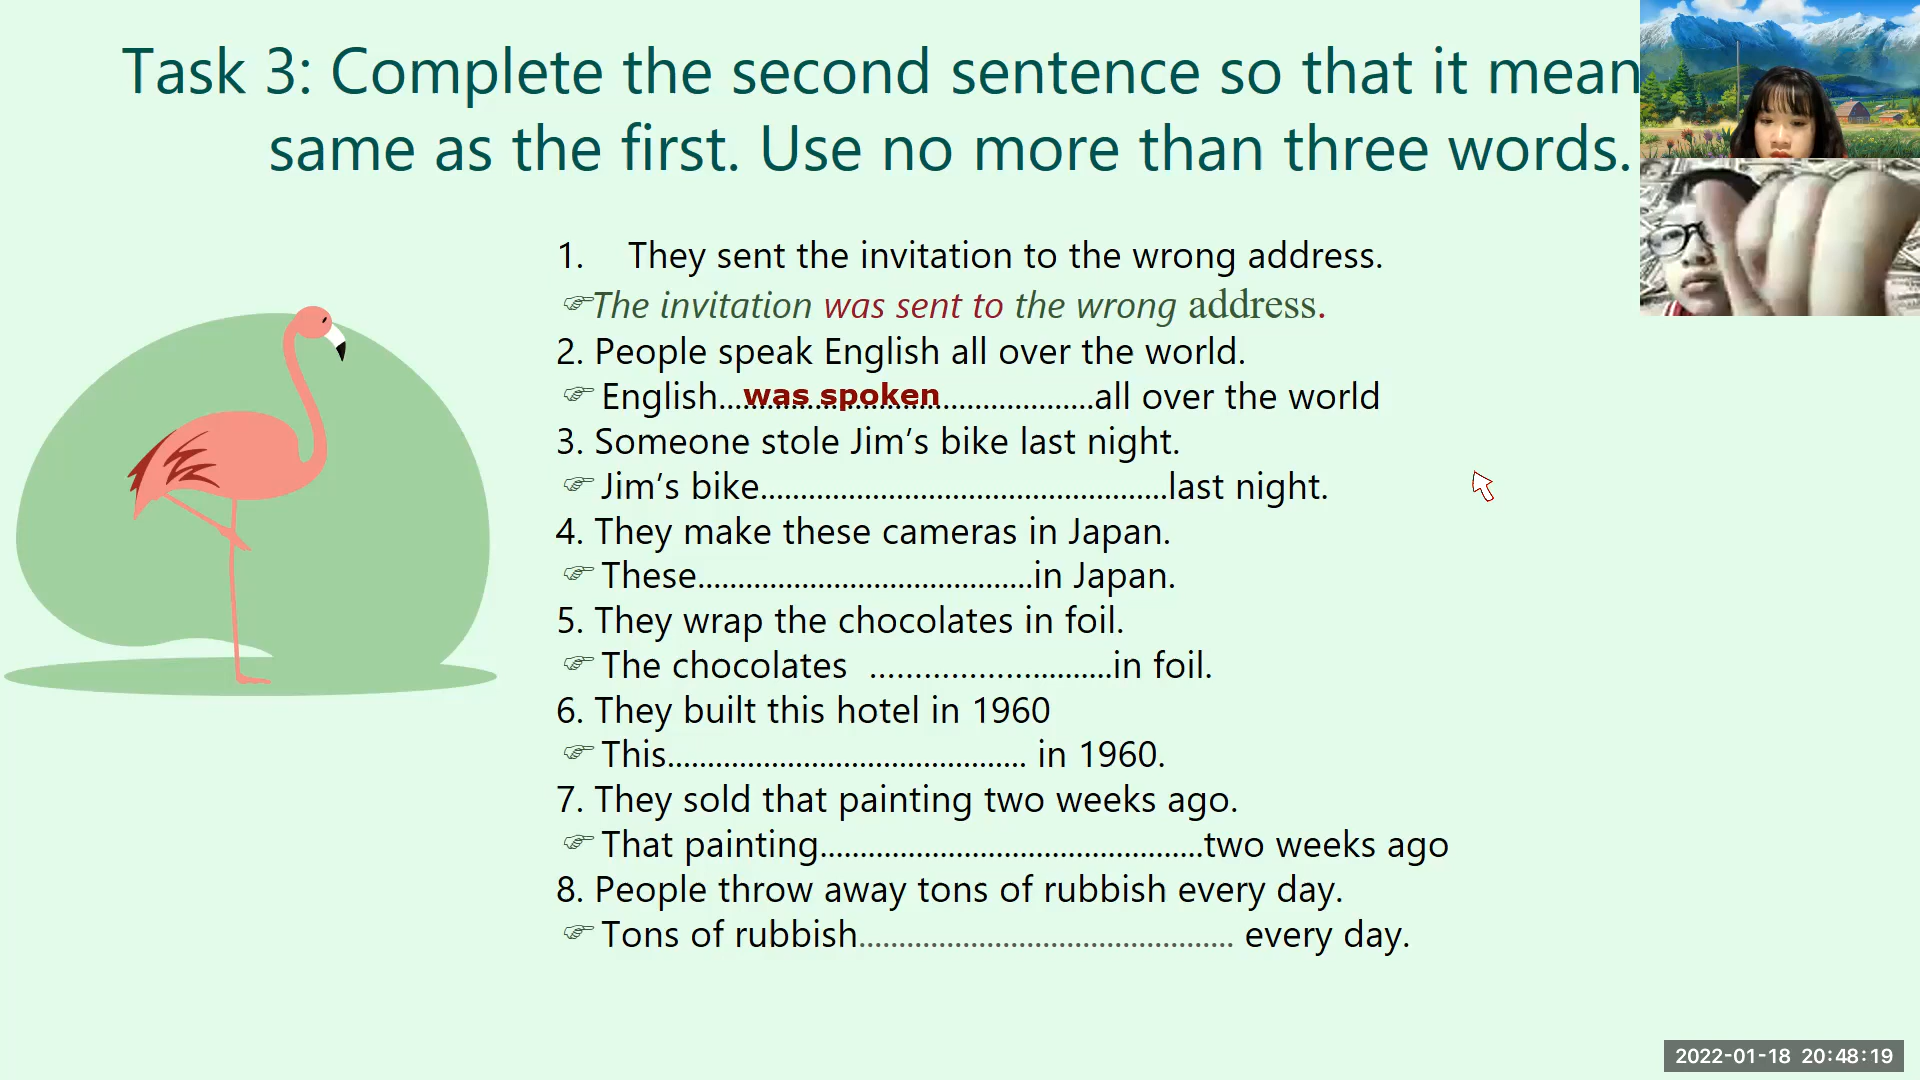 Task 3: Complete the second sentence so that it mean
same as the first. Use no more than three words.
1. They sent the invitation to the wrong address.
☞The invitation was sent to the wrong address.
2. People speak English all over the world.
☞ English...was spoken...................all over the world
3. Someone stole Jim’s bike last night.
☞ Jim’s bike...................................................last night.
4. They make these cameras in Japan.
☞ These..........................................in Japan.
5. They wrap the chocolates in foil.
☞ The chocolates ……………….........in foil.
6. They built this hotel in 1960
☞ This............................................. in 1960.
7. They sold that painting two weeks ago.
☞ That painting................................................two weeks ago
8. People throw away tons of rubbish every day.
☞ Tons of rubbish............................................... every day.
2022-01-18 20:48:19